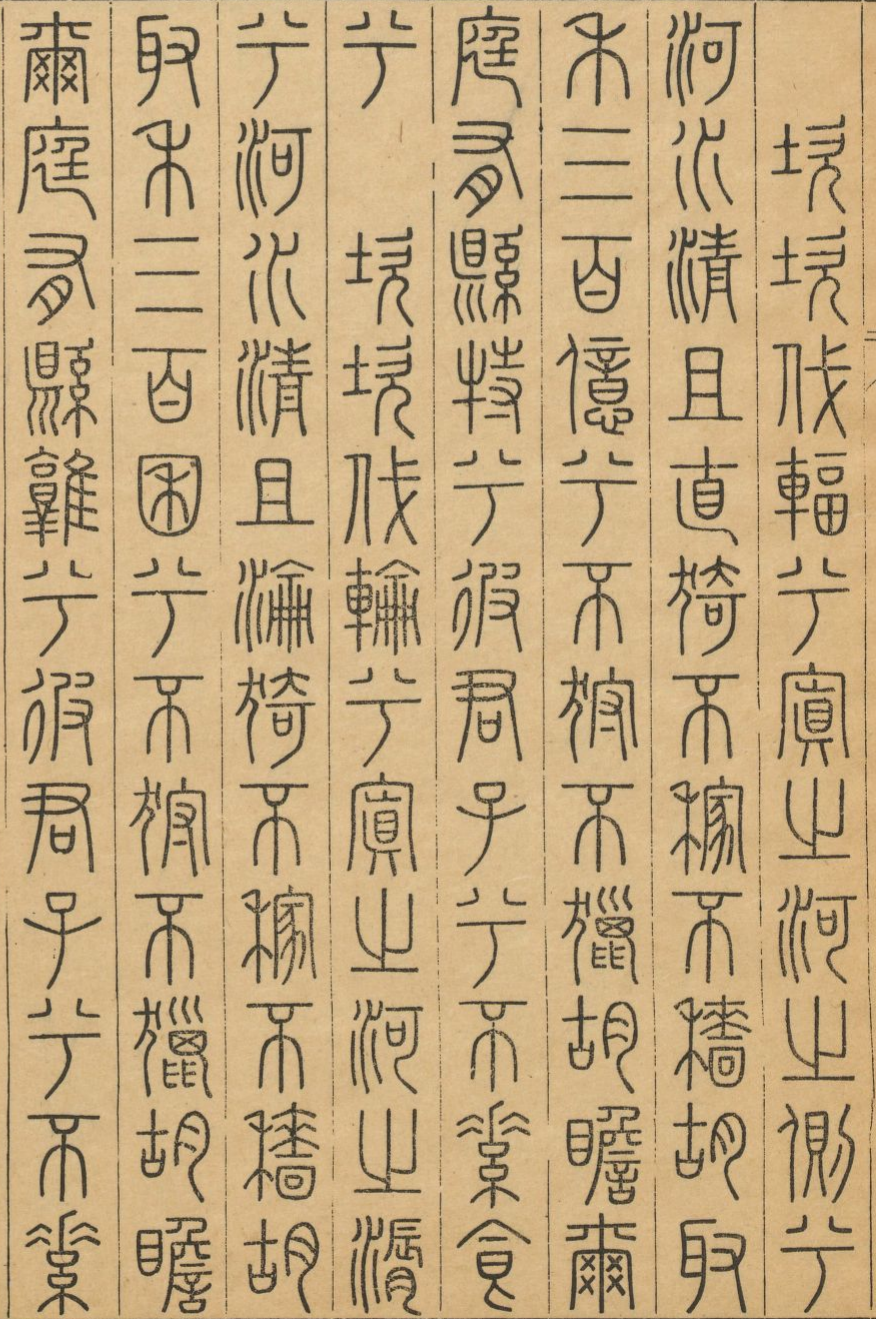 坎坎伐輻兮寘之河之側兮
河水清且直猗不稼不穡胡取
禾三百億兮不狩不獵胡瞻爾
庭有縣特兮彼君子兮不素食
兮　坎坎伐輪兮寘之河之漘
兮河水清且淪猗不稼不穡胡
取禾三百囷兮不狩不獵胡瞻
爾庭有縣鶉兮彼君子兮不素